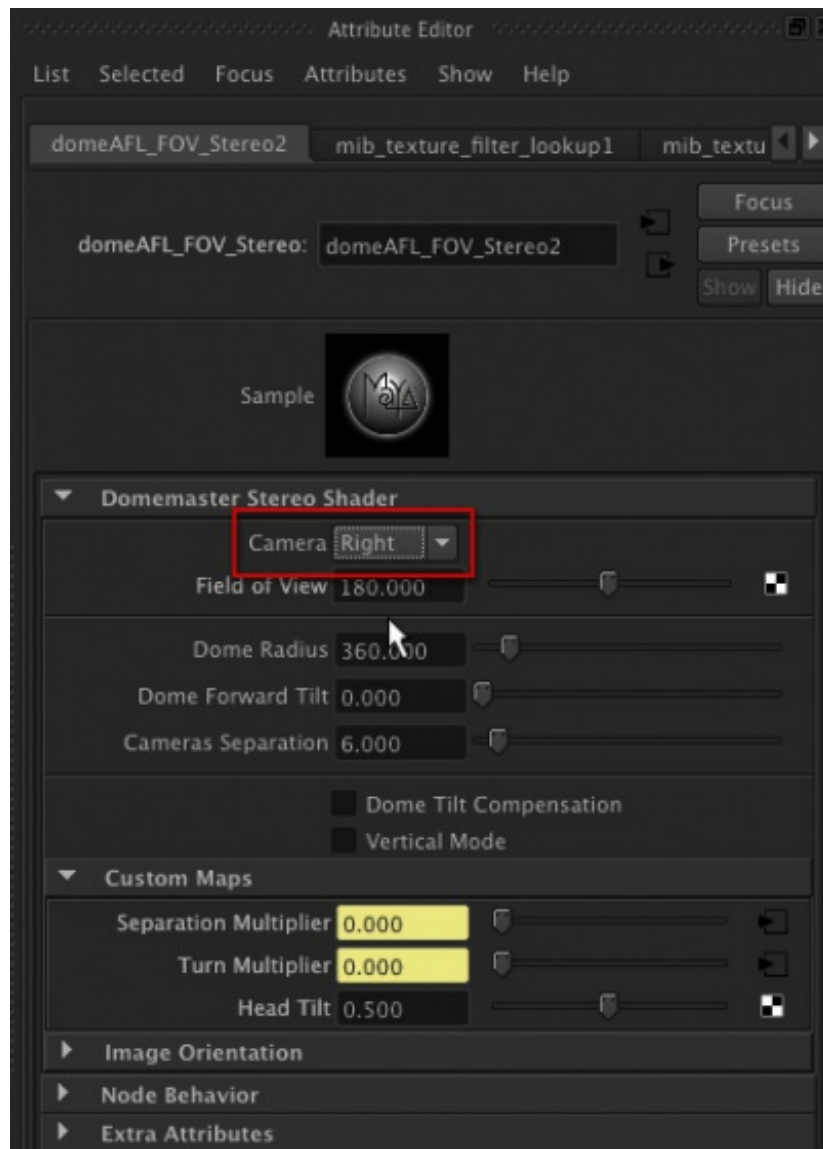 Attribute Editor
List Selected Focus Attributes Show Help
domeAFL_FOV_Stereo2 mib_texture_filter_lookup1 mib_textu
Focus
domeAFL_FOV_Stereo: domeAFL_FOV_Stereo2 Presets
Show Hide
Sample MAYA
Domemaster Stereo Shader
Camera Right
Field of View 180.000
Dome Radius 360.000
Dome Forward Tilt 0.000
Cameras Separation 6.000
Dome Tilt Compensation
Vertical Mode
Custom Maps
Separation Multiplier 0.000
Turn Multiplier 0.000
Head Tilt 0.500
Image Orientation
Node Behavior
Extra Attributes